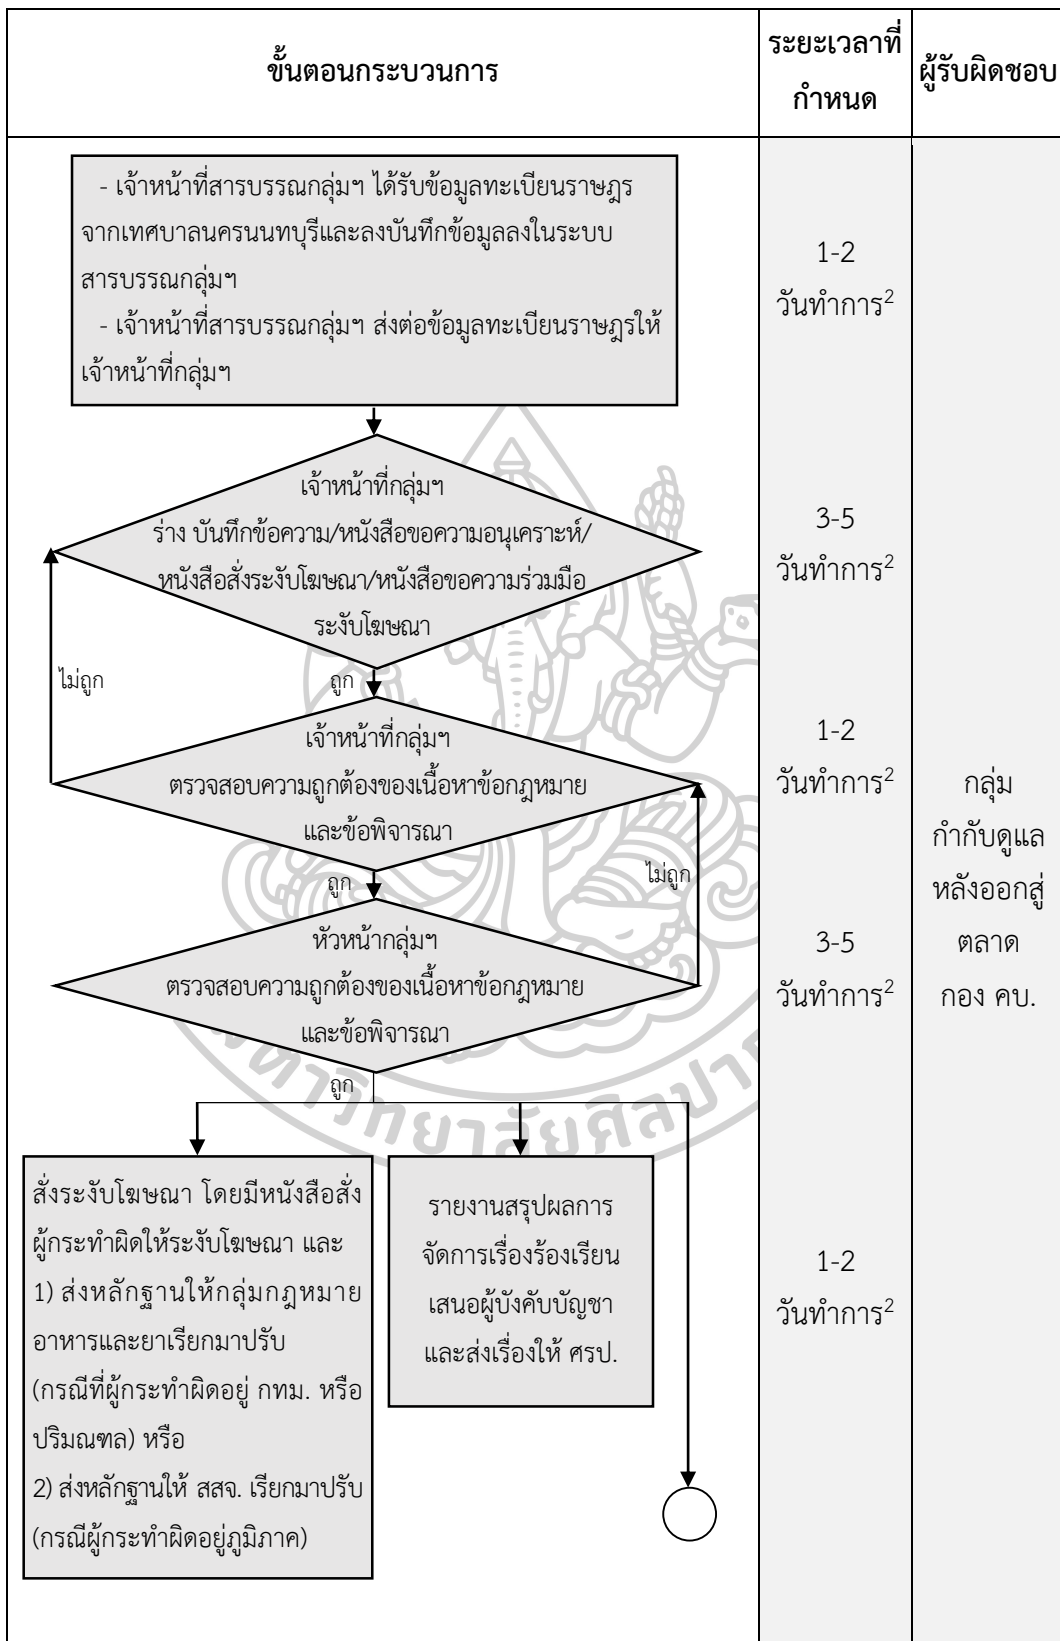 ขั้นตอนกระบวนการ
ระยะเวลาที่
กำหนด
ผู้รับผิดชอบ
- เจ้าหน้าที่สารบรรณกลุ่มฯ ได้รับข้อมูลทะเบียนราษฎร
จากเทศบาลนครนนทบุรีและลงบันทึกข้อมูลลงในระบบ
สารบรรณกลุ่มฯ
- เจ้าหน้าที่สารบรรณกลุ่มฯ ส่งต่อข้อมูลทะเบียนราษฎรให้
เจ้าหน้าที่กลุ่มฯ
1-2
วันทำการ2
เจ้าหน้าที่กลุ่มฯ
ร่าง บันทึกข้อความ/หนังสือขอความอนุเคราะห์/
หนังสือสั่งระงับโฆษณา/หนังสือขอความร่วมมือ
ระงับโฆษณา
3-5
วันทำการ2
ไม่ถูก
ถูก
เจ้าหน้าที่กลุ่มฯ
ตรวจสอบความถูกต้องของเนื้อหาข้อกฎหมาย
และข้อพิจารณา
1-2
วันทำการ2
ถูก
ไม่ถูก
หัวหน้ากลุ่มฯ
ตรวจสอบความถูกต้องของเนื้อหาข้อกฎหมาย
และข้อพิจารณา
3-5
วันทำการ2
กลุ่ม
กำกับดูแล
หลังออกสู่
ตลาด
กอง คบ.
ถูก
สั่งระงับโฆษณา โดยมีหนังสือสั่ง
ผู้กระทำผิดให้ระงับโฆษณา และ
1) ส่งหลักฐานให้กลุ่มกฎหมาย
อาหารและยาเรียกมาปรับ
(กรณีที่ผู้กระทำผิดอยู่ กทม. หรือ
ปริมณฑล) หรือ
2) ส่งหลักฐานให้ สสจ. เรียกมาปรับ
(กรณีผู้กระทำผิดอยู่ภูมิภาค)
รายงานสรุปผลการ
จัดการเรื่องร้องเรียน
เสนอผู้บังคับบัญชา
และส่งเรื่องให้ ศรป.
1-2
วันทำการ2